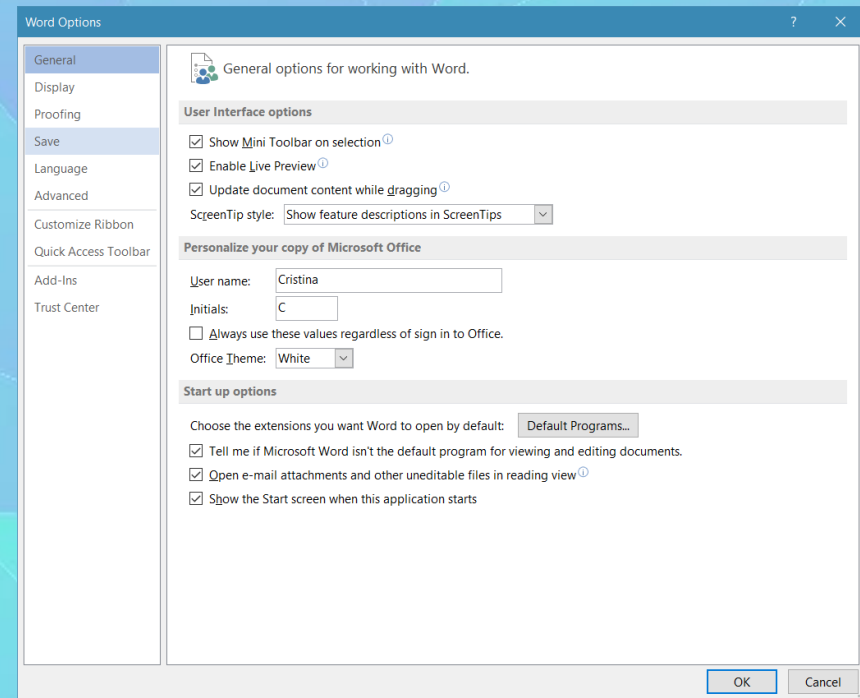 Word Options
?
General
Display
Proofing
Save
Language
Advanced
Customize Ribbon
Quick Access Toolbar
Add-Ins
Trust Center
General options for working with Word.
User Interface options
Show Mini Toolbar on selection
Enable Live Preview
Update document content while dragging
ScreenTip style: Show feature descriptions in ScreenTips
Personalize your copy of Microsoft Office
User name: Cristina
Initials: C
Always use these values regardless of sign in to Office.
Office Theme: White
Start up options
Choose the extensions you want Word to open by default: Default Programs...
Tell me if Microsoft Word isn't the default program for viewing and editing documents.
Open e-mail attachments and other uneditable files in reading view
Show the Start screen when this application starts
OK Cancel